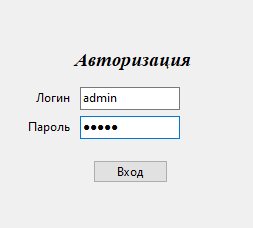 Авторизация
Логин admin
Пароль ●●●●●
Вход